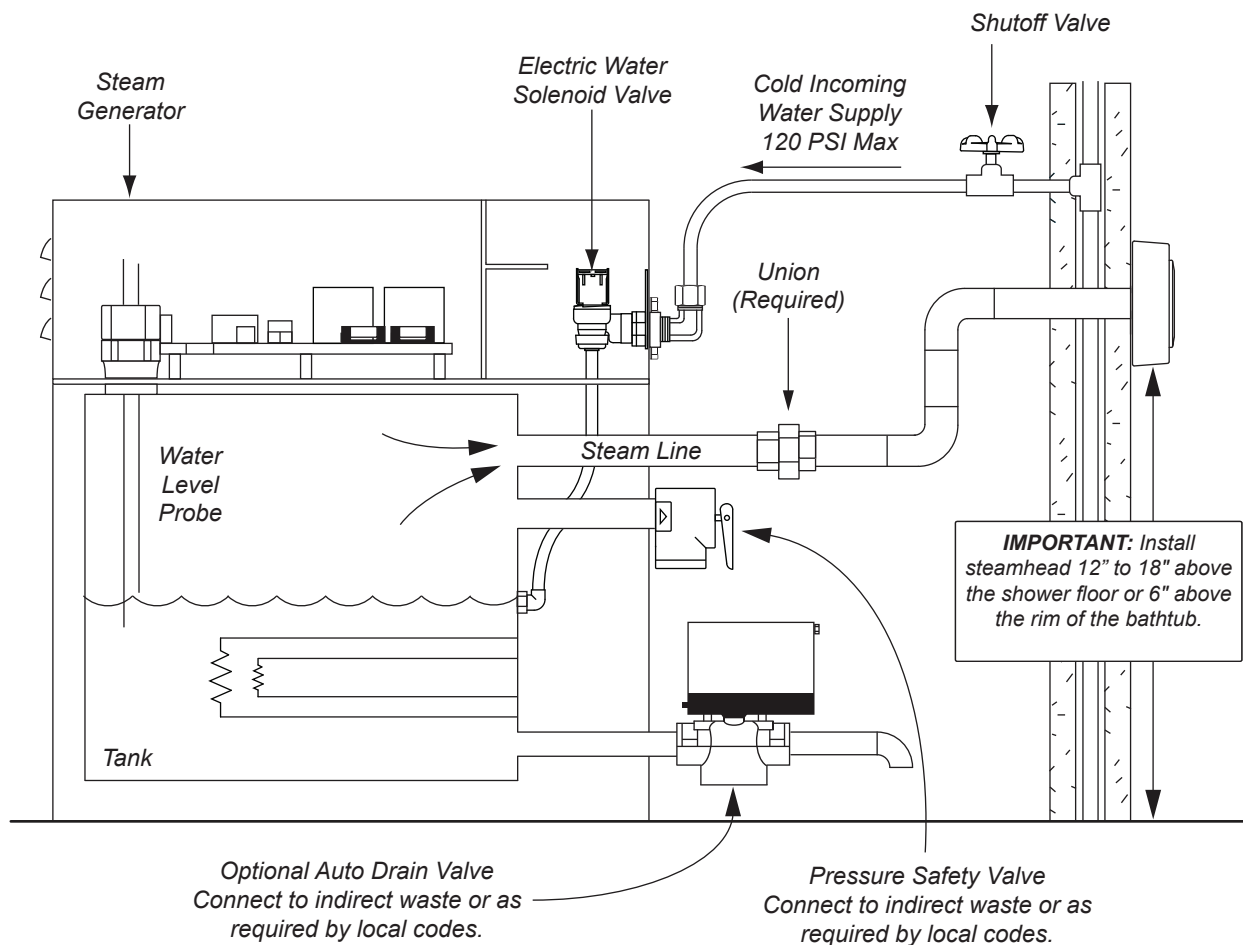 Shutoff Valve
Steam
Generator
Electric Water
Solenoid Valve
Cold Incoming
Water Supply
120 PSI Max
Union
(Required)
Water
Level
Probe
Steam Line
IMPORTANT: Install
steamhead 12” to 18" above
the shower floor or 6" above
the rim of the bathtub.
Tank
Optional Auto Drain Valve
Connect to indirect waste or as
required by local codes.
Pressure Safety Valve
Connect to indirect waste or as
required by local codes.